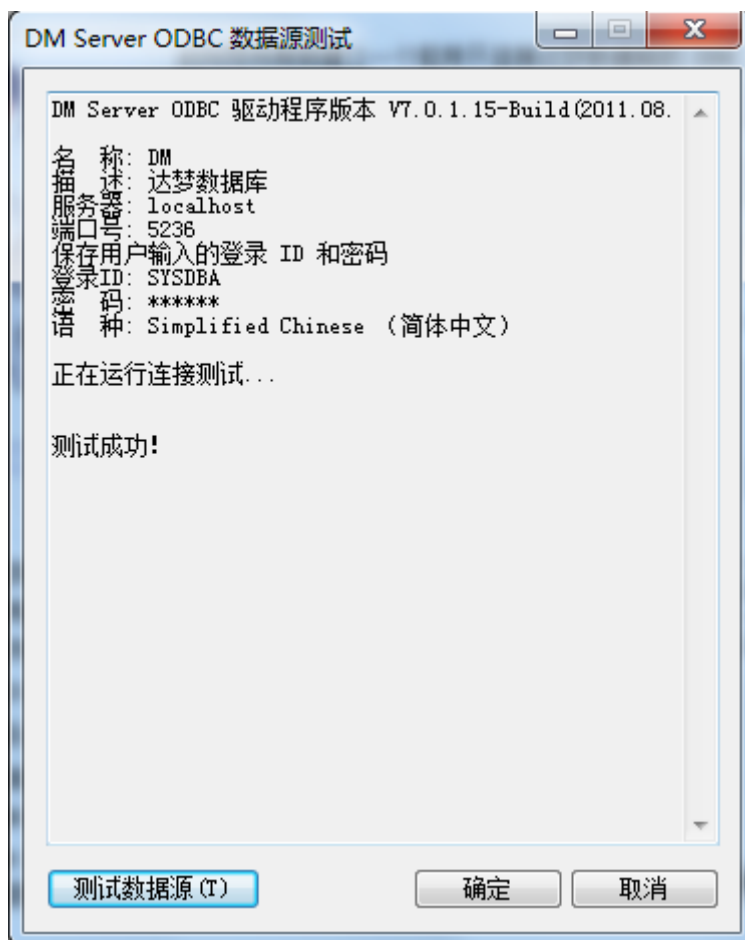 DM Server ODBC 数据源测试
DM Server ODBC 驱动程序版本 V7.0.1.15-Build(2011.08.
名 称: DM
描 述: 达梦数据库
服务器: localhost
端口号: 5236
保存用户输入的登录 ID 和密码
登录ID: SYSDBA
密 码: ******
语 种: Simplified Chinese （简体中文）
正在运行连接测试...
测试成功!
测试数据源(T)
确定
取消